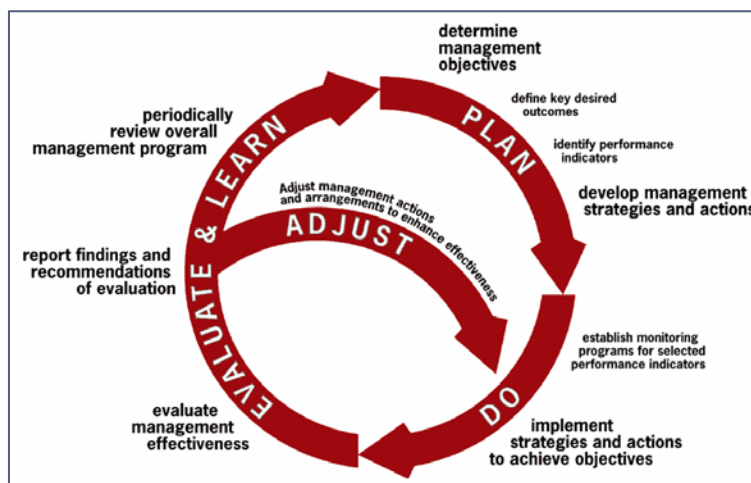 determine
management
objectives
define key desired
outcomes
identify performance
indicators
develop management
strategies and actions
PLAN
establish monitoring
programs for selected
performance indicators
DO
implement
strategies and actions
to achieve objectives
evaluate
management
effectiveness
EVALUATE & LEARN
report findings and
recommendations
of evaluation
periodically
review overall
management program
Adjust management actions
and arrangements to enhance effectiveness
ADJUST